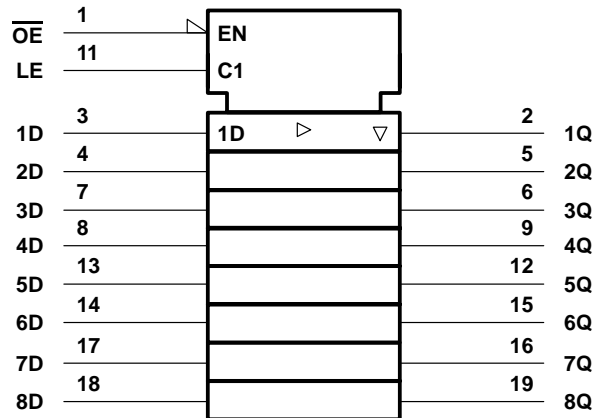 1
OE EN
11
LE C1
3 2
1D 1D 1Q
4 5
2D 2Q
7 6
3D 3Q
8 9
4D 4Q
13 12
5D 5Q
14 15
6D 6Q
17 16
7D 7Q
18 19
8D 8Q